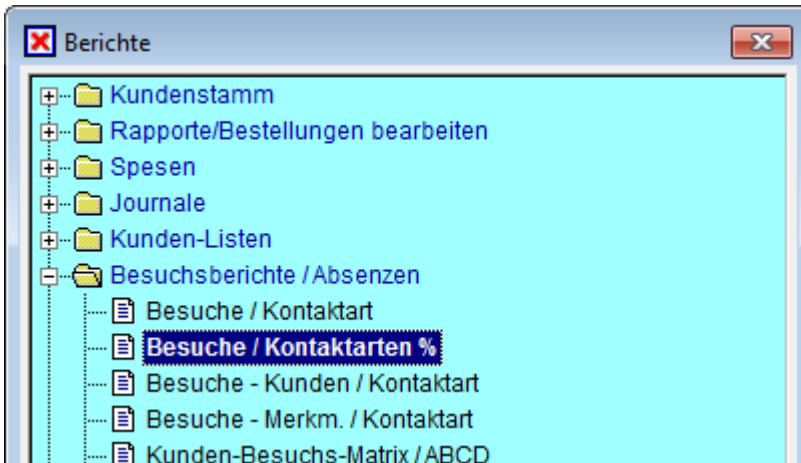 Berichte
Kundenstamm
Rapporte/Bestellungen bearbeiten
Spesen
Journale
Kunden-Listen
Besuchsberichte / Absenzen
Besuche / Kontaktart
Besuche / Kontaktarten %
Besuche - Kunden / Kontaktart
Besuche - Merkm. / Kontaktart
Kunden-Besuchs-Matrix / ABCD